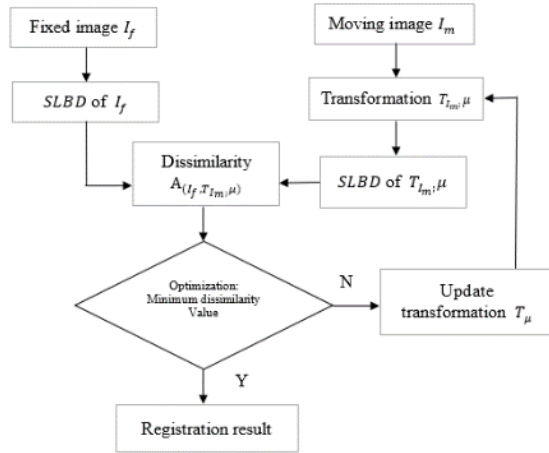 Fixed image I_f
Moving image I_m
SLBD of I_f
Transformation T_{I_m;}μ
Dissimilarity
A_{(I_f,T_{I_m;}μ)}
SLBD of T_{I_m;}μ
Optimization:
Minimum dissimilarity
Value
N
Update
transformation T_μ
Y
Registration result